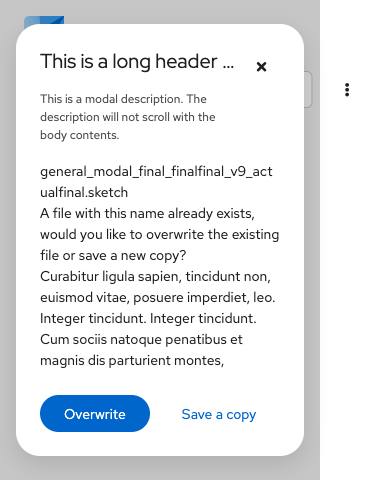 This is a long header ...
This is a modal description. The
description will not scroll with the
body contents.
general_modal_final_finalfinal_v9_act
ualfinal.sketch
A file with this name already exists,
would you like to overwrite the existing
file or save a new copy?
Curabitur ligula sapien, tincidunt non,
euismod vitae, posuere imperdiet, leo.
Integer tincidunt. Integer tincidunt.
Cum sociis natoque penatibus et
magnis dis parturient montes,
Overwrite
Save a copy